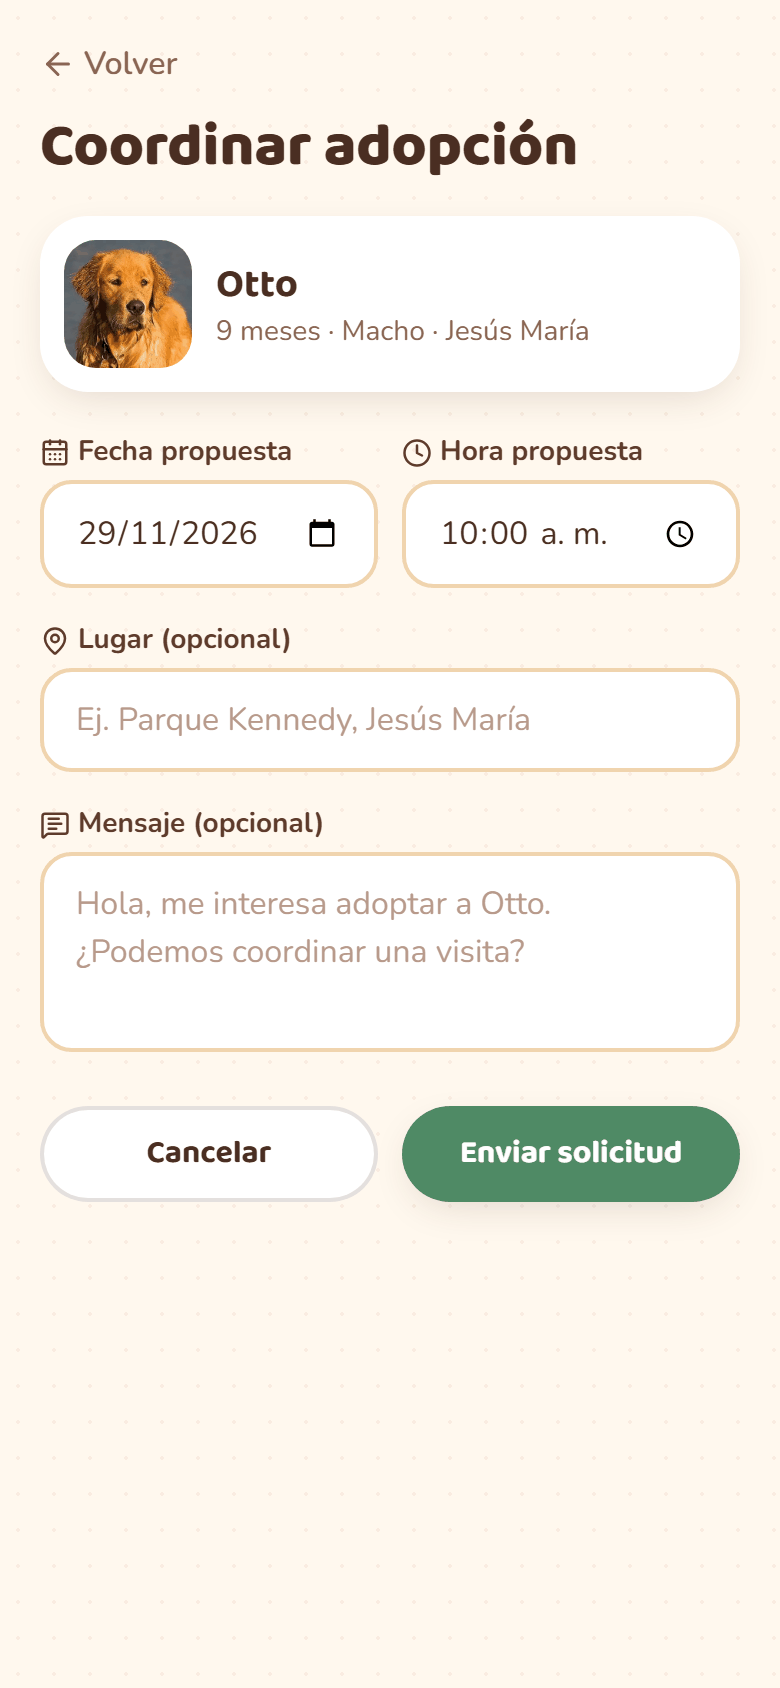 Volver
Coordinar adopción
Otto
9 meses · Macho · Jesús María
Fecha propuesta
29/11/2026
Hora propuesta
10:00 a. m.
Lugar (opcional)
Ej. Parque Kennedy, Jesús María
Mensaje (opcional)
Hola, me interesa adoptar a Otto.
¿Podemos coordinar una visita?
Cancelar
Enviar solicitud